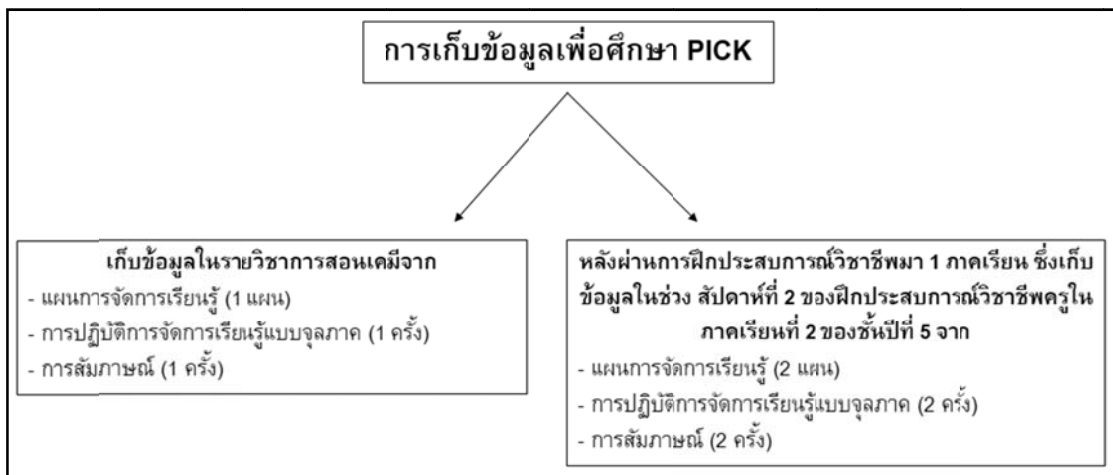 การเก็บข้อมูลเพื่อศึกษา PICK
เก็บข้อมูลในรายวิชาการสอนเคมีจาก
- แผนการจัดการเรียนรู้ (1 แผน)
- การปฏิบัติการจัดการเรียนรู้แบบจุลภาค (1 ครั้ง)
- การสัมภาษณ์ (1 ครั้ง)
หลังผ่านการฝึกประสบการณ์วิชาชีพมา 1 ภาคเรียน ซึ่งเก็บ
ข้อมูลในช่วง สัปดาห์ที่ 2 ของฝึกประสบการณ์วิชาชีพครูใน
ภาคเรียนที่ 2 ของชั้นปีที่ 5 จาก
- แผนการจัดการเรียนรู้ (2 แผน)
- การปฏิบัติการจัดการเรียนรู้แบบจุลภาค (2 ครั้ง)
- การสัมภาษณ์ (2 ครั้ง)